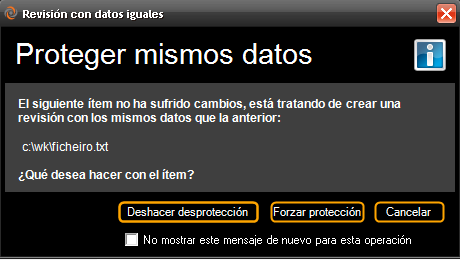 Revisión con datos iguales
Proteger mismos datos
El siguiente ítem no ha sufrido cambios, está tratando de crear una
revisión con los mismos datos que la anterior:
c:\wk\ficheiro.txt
¿Qué desea hacer con el ítem?
Deshacer desprotección Forzar protección Cancelar
No mostrar este mensaje de nuevo para esta operación